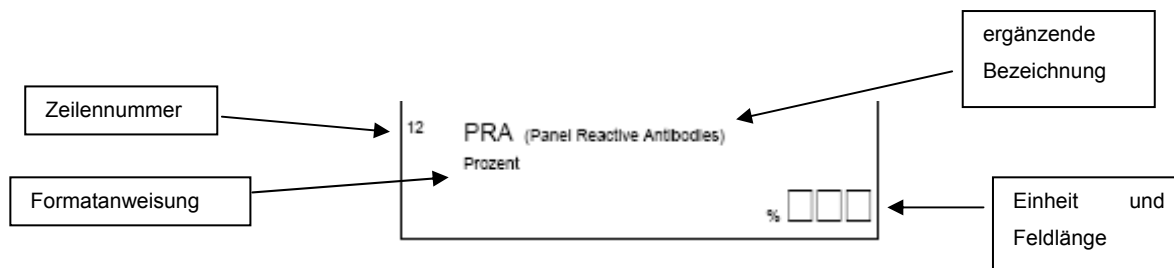 ergänzende
Bezeichnung
Zeilennummer
12 PRA (Panel Reactive Antibodies)
Prozent
Formatanweisung
%
Einheit und
Feldlänge